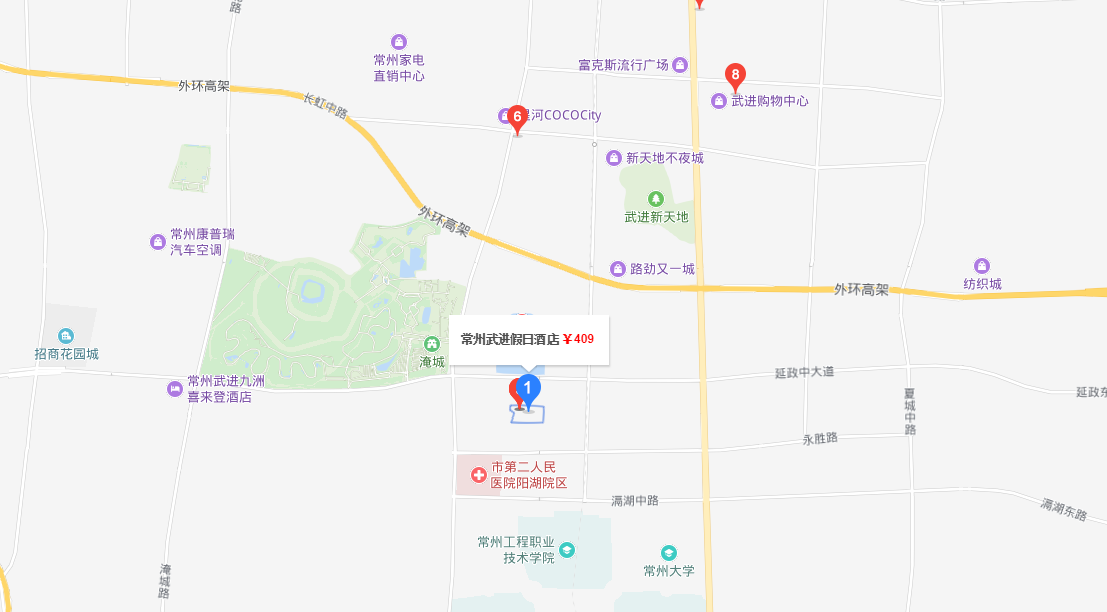 路
常州家电
直销中心
富克斯流行广场
8
武进购物中心
外环高架
长虹中路
6
星河COCOCity
新天地不夜城
武进新天地
外环高架
常州康普瑞
汽车空调
路劲又一城
纺织城
外环高架
招商花园城
常州武进假日酒店 ¥409
淹城
延政中大道
常州武进九洲
喜来登酒店
1
延政东
夏城中路
永胜路
市第二人民
医院阳湖院区
滆湖中路
滆湖东路
常州工程职业
技术学院
常州大学
淹城路